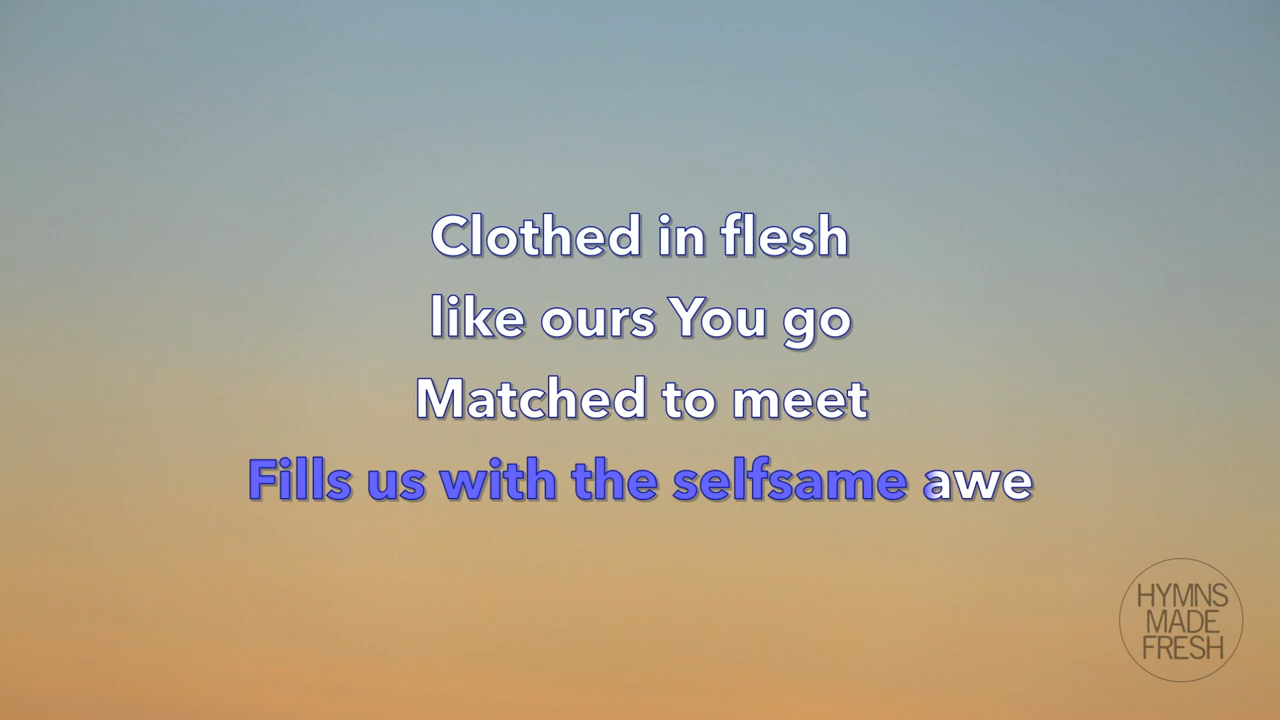 Clothed in flesh
like ours You go
Matched to meet
Fills us with the selfsame awe
HYMNS
MADE
FRESH